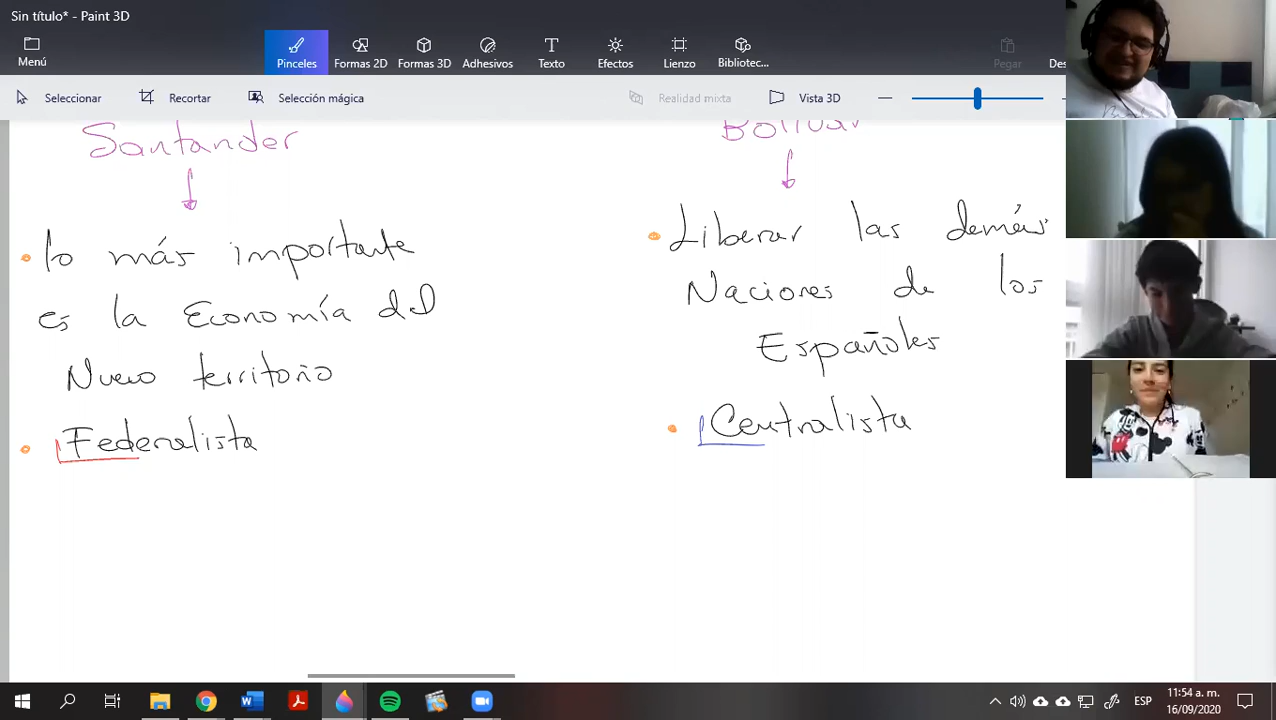 Sin título* - Paint 3D
Menú
Pinceles
Formas 2D
Formas 3D
Adhesivos
Texto
Efectos
Lienzo
Bibliotec...
Pegar
Des
Seleccionar
Recortar
Selección mágica
Realidad mixta
Vista 3D
Santander
lo más importante
es la Economía del
Nuevo territorio
Federalista
Bolívar
Liberar las demás
Naciones de los
Españoles
Centralista
ESP
11:54 a. m.
16/09/2020